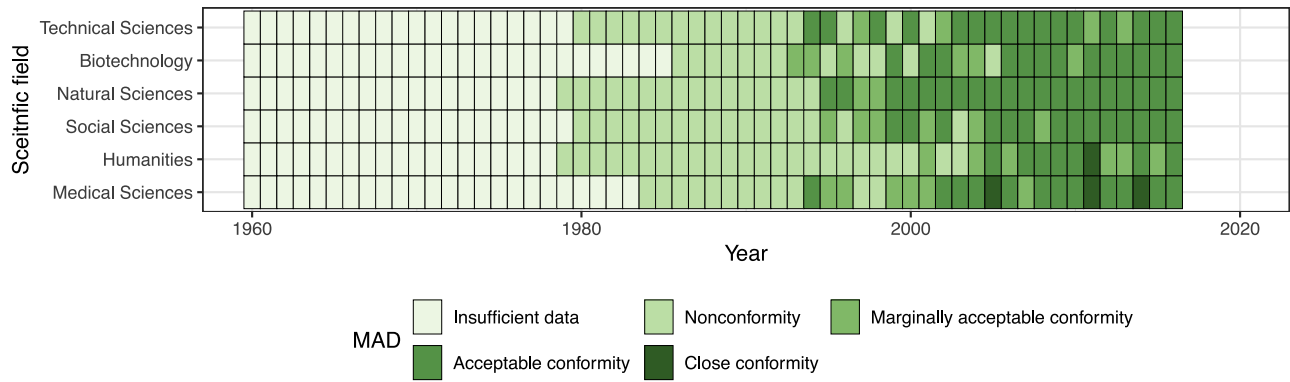 Sceitnfic field
Technical Sciences
Biotechnology
Natural Sciences
Social Sciences
Humanities
Medical Sciences
1960 1980 2000 2020
Year
MAD
Insufficient data Nonconformity Marginally acceptable conformity
Acceptable conformity Close conformity